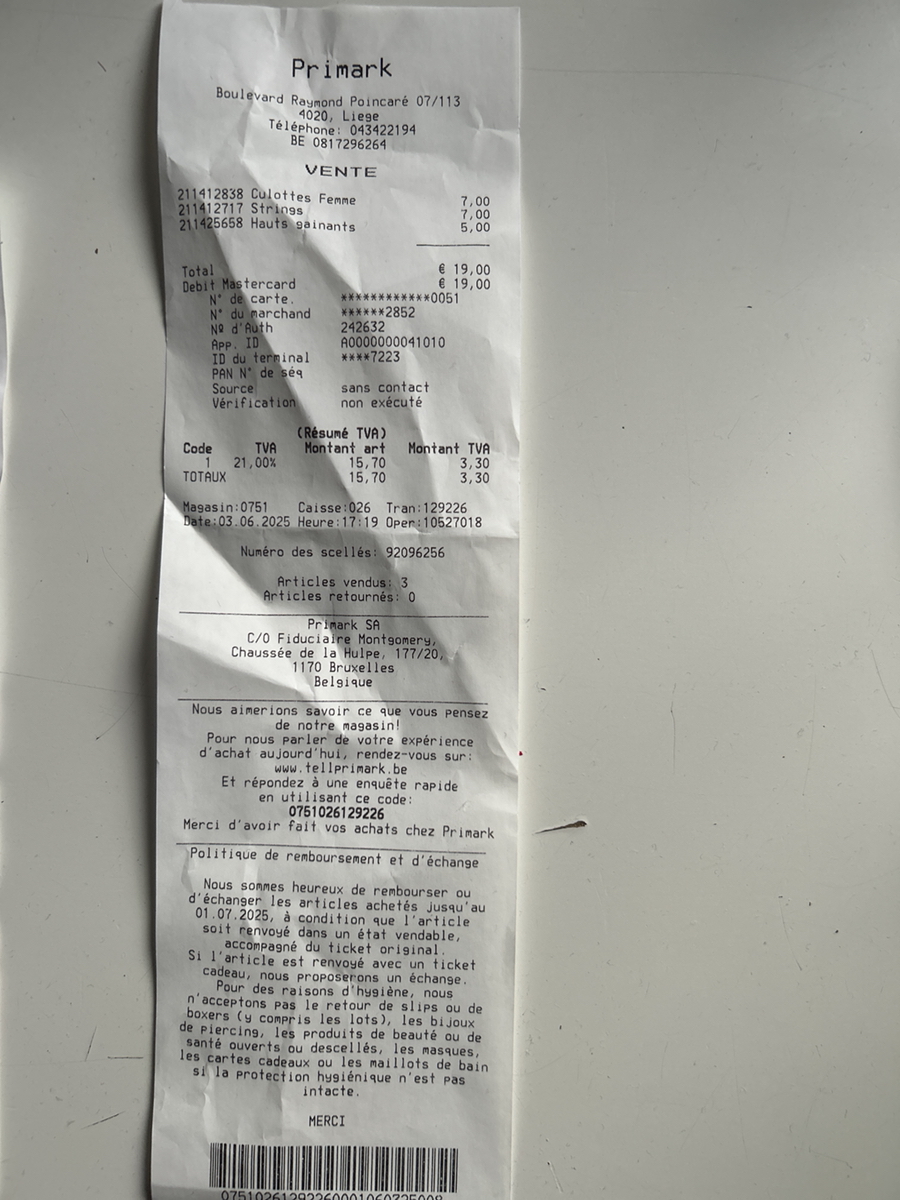 Primark
Boulevard Raymond Poincaré 07/113
4020, Liege
Téléphone: 043422194
BE 0817296264
VENTE
211412838 Culottes Femme 7,00
211412717 Strings 7,00
211425658 Hauts gainants 5,00
Total € 19,00
Debit Mastercard € 19,00
N° de carte. ************0051
N° du marchand ******2852
Nº d'Auth 242632
App. ID A0000000041010
ID du terminal ****7223
PAN N° de séq
Source sans contact
Vérification non exécuté
(Résumé TVA)
Code TVA Montant art Montant TVA
1 21,00% 15,70 3,30
TOTAUX 15,70 3,30
Magasin:0751 Caisse:026 Tran:129226
Date:03.06.2025 Heure:17:19 Oper:10527018
Numéro des scellés: 92096256
Articles vendus: 3
Articles retournés: 0
Primark SA
C/O Fiduciaire Montgomery,
Chaussée de la Hulpe, 177/20,
1170 Bruxelles
Belgique
Nous aimerions savoir ce que vous pensez
de notre magasin!
Pour nous parler de votre expérience
d'achat aujourd'hui, rendez-vous sur:
www.tellprimark.be
Et répondez à une enquête rapide
en utilisant ce code:
0751026129226
Merci d'avoir fait vos achats chez Primark
Politique de remboursement et d'échange
Nous sommes heureux de rembourser ou
d'échanger les articles achetés jusqu'au
01.07.2025, à condition que l'article
soit renvoyé dans un état vendable,
accompagné du ticket original.
Si l'article est renvoyé avec un ticket
cadeau, nous proposerons un échange.
Pour des raisons d'hygiène, nous
n'acceptons pas le retour de slips ou de
boxers (y compris les lots), les bijoux
de piercing, les produits de beauté ou de
santé ouverts ou descellés, les masques,
les cartes cadeaux ou les maillots de bain
si la protection hygiénique n'est pas
intacte.
MERCI